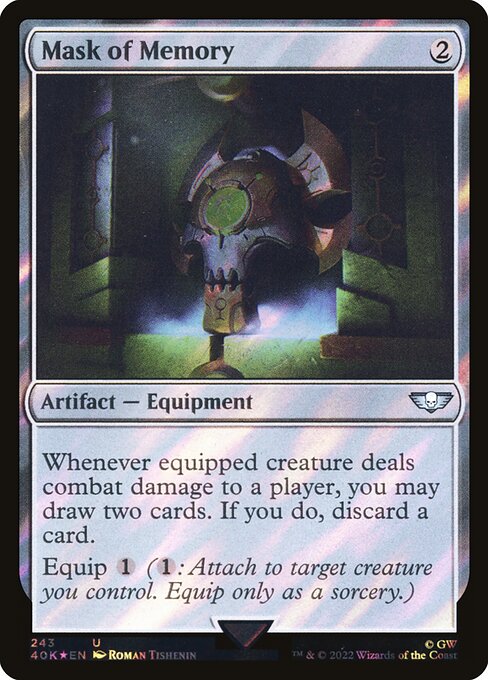 Mask of Memory 2
Artifact — Equipment
Whenever equipped creature deals
combat damage to a player, you may
draw two cards. If you do, discard a
card.
Equip 1 (1: Attach to target creature
you control. Equip only as a sorcery.)
243 U © GW
40K★EN Roman Tishenin ™ & © 2022 Wizards of the Coast